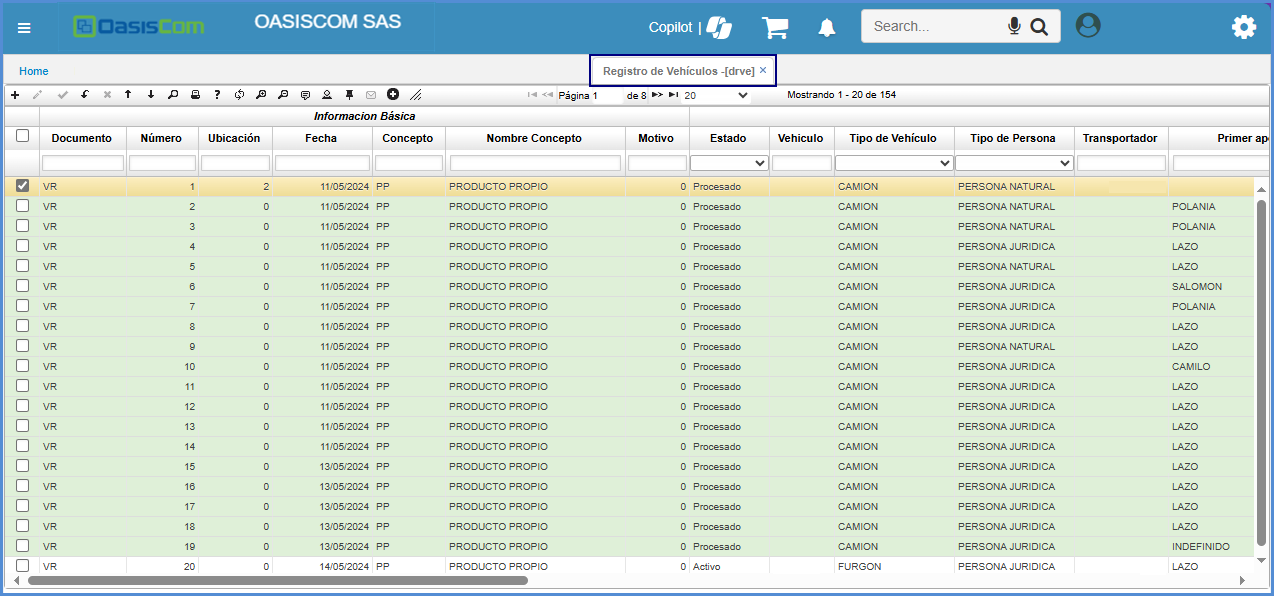 OasisCom OASISCOM SAS Copilot | Search...
Home Registro de Vehículos -[drve] ×
Página 1 de 8 20 Mostrando 1 - 20 de 154
Informacion Básica
Documento Número Ubicación Fecha Concepto Nombre Concepto Motivo Estado Vehiculo Tipo de Vehículo Tipo de Persona Transportador Primer ape
VR 1 2 11/05/2024 PP PRODUCTO PROPIO 0 Procesado CAMION PERSONA NATURAL
VR 2 0 11/05/2024 PP PRODUCTO PROPIO 0 Procesado CAMION PERSONA NATURAL POLANIA
VR 3 0 11/05/2024 PP PRODUCTO PROPIO 0 Procesado CAMION PERSONA NATURAL POLANIA
VR 4 0 11/05/2024 PP PRODUCTO PROPIO 0 Procesado CAMION PERSONA JURIDICA LAZO
VR 5 0 11/05/2024 PP PRODUCTO PROPIO 0 Procesado CAMION PERSONA NATURAL LAZO
VR 6 0 11/05/2024 PP PRODUCTO PROPIO 0 Procesado CAMION PERSONA JURIDICA SALOMON
VR 7 0 11/05/2024 PP PRODUCTO PROPIO 0 Procesado CAMION PERSONA JURIDICA POLANIA
VR 8 0 11/05/2024 PP PRODUCTO PROPIO 0 Procesado CAMION PERSONA JURIDICA LAZO
VR 9 0 11/05/2024 PP PRODUCTO PROPIO 0 Procesado CAMION PERSONA NATURAL LAZO
VR 10 0 11/05/2024 PP PRODUCTO PROPIO 0 Procesado CAMION PERSONA JURIDICA CAMILO
VR 11 0 11/05/2024 PP PRODUCTO PROPIO 0 Procesado CAMION PERSONA JURIDICA LAZO
VR 12 0 11/05/2024 PP PRODUCTO PROPIO 0 Procesado CAMION PERSONA JURIDICA LAZO
VR 13 0 11/05/2024 PP PRODUCTO PROPIO 0 Procesado CAMION PERSONA JURIDICA LAZO
VR 14 0 11/05/2024 PP PRODUCTO PROPIO 0 Procesado CAMION PERSONA JURIDICA LAZO
VR 15 0 13/05/2024 PP PRODUCTO PROPIO 0 Procesado CAMION PERSONA JURIDICA LAZO
VR 16 0 13/05/2024 PP PRODUCTO PROPIO 0 Procesado CAMION PERSONA JURIDICA LAZO
VR 17 0 13/05/2024 PP PRODUCTO PROPIO 0 Procesado CAMION PERSONA JURIDICA LAZO
VR 18 0 13/05/2024 PP PRODUCTO PROPIO 0 Procesado CAMION PERSONA JURIDICA LAZO
VR 19 0 13/05/2024 PP PRODUCTO PROPIO 0 Procesado CAMION PERSONA JURIDICA INDEFINIDO
VR 20 0 14/05/2024 PP PRODUCTO PROPIO 0 Activo FURGON PERSONA JURIDICA LAZO